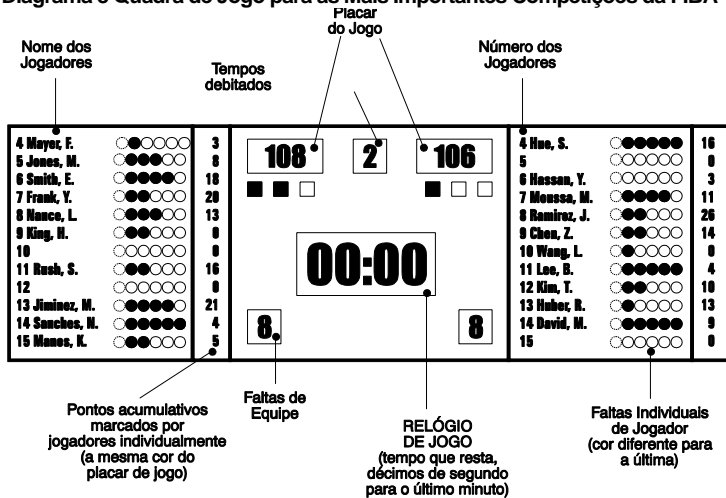 Diagrama 5 Quadra de Jogo para as Mais Importantes Competições da FIBA
Placar
do Jogo
Nome dos
Jogadores
Tempos
debitados
Número dos
Jogadores
4 Mayer, F. 3
5 Jones, M. 8
6 Smith, E. 18
7 Frank, Y. 20
8 Nance, L. 13
9 King, H. 0
10 0
11 Rush, S. 16
12 0
13 Jiminez, M. 21
14 Sanches, N. 4
15 Manos, K. 5
108 2 106
00:00
8 8
4 Hue, S. 16
5 0
6 Hassan, Y. 3
7 Moussa, M. 11
8 Ramirez, J. 26
9 Chen, Z. 14
10 Wang, L. 0
11 Lee, B. 4
12 Kim, T. 10
13 Huber, R. 13
14 David, M. 9
15 0
Pontos acumulativos
marcados por
jogadores individualmente
(a mesma cor do
placar de jogo)
Faltas de
Equipe
RELÓGIO
DE JOGO
(tempo que resta,
décimos de segundo
para o último minuto)
Faltas Individuais
de Jogador
(cor diferente para
a última)